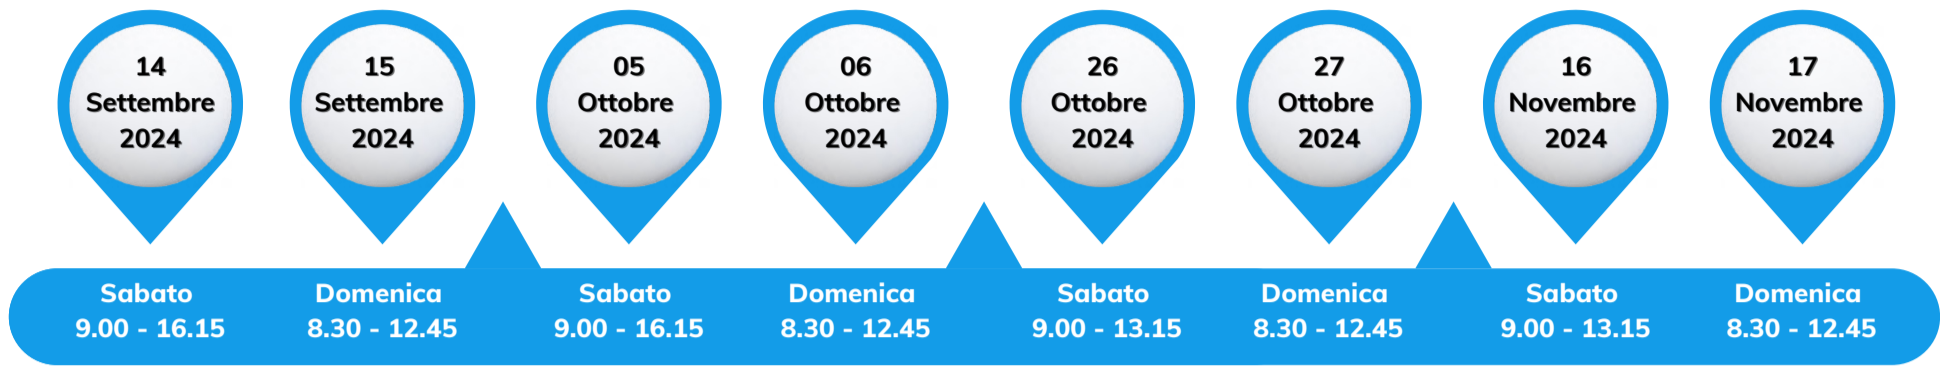 14
Settembre
2024
15
Settembre
2024
05
Ottobre
2024
06
Ottobre
2024
26
Ottobre
2024
27
Ottobre
2024
16
Novembre
2024
17
Novembre
2024
Sabato
9.00 - 16.15
Domenica
8.30 - 12.45
Sabato
9.00 - 16.15
Domenica
8.30 - 12.45
Sabato
9.00 - 13.15
Domenica
8.30 - 12.45
Sabato
9.00 - 13.15
Domenica
8.30 - 12.45